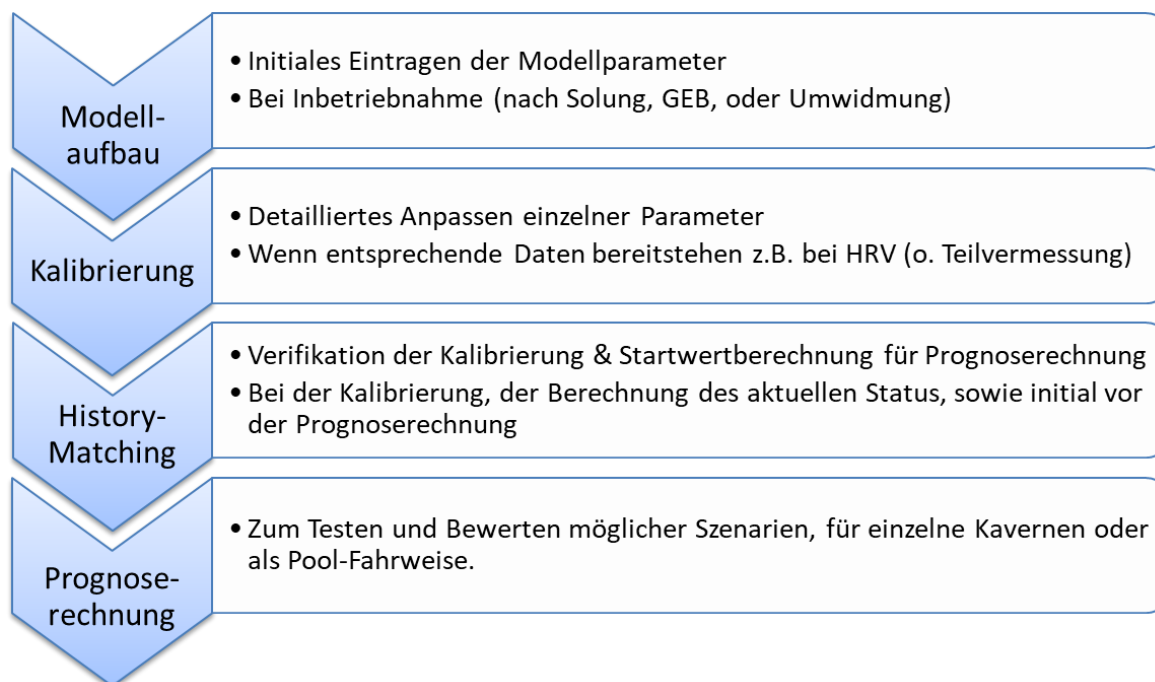 Modell-
aufbau
• Initiales Eintragen der Modellparameter
• Bei Inbetriebnahme (nach Solung, GEB, oder Umwidmung)
Kalibrierung
• Detailliertes Anpassen einzelner Parameter
• Wenn entsprechende Daten bereitstehen z.B. bei HRV (o. Teilvermessung)
History-
Matching
• Verifikation der Kalibrierung & Startwertberechnung für Prognoserechnung
• Bei der Kalibrierung, der Berechnung des aktuellen Status, sowie initial vor
der Prognoserechnung
Prognose-
rechnung
• Zum Testen und Bewerten möglicher Szenarien, für einzelne Kavernen oder
als Pool-Fahrweise.